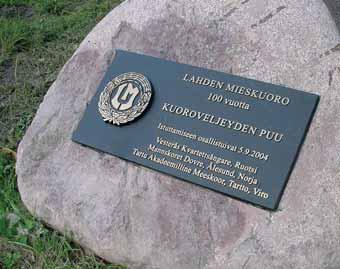 LAHDEN MIESKUORO
100 vuotta
KUOROVELJEYDEN PUU
Istuttamiseen osallistuivat 5.9.2004
Västerås Kvartettsångare, Ruotsi
Mannskoret Dovre, Ålesund, Norja
Tartu Akadeemiline Meeskoor, Tartto, Viro